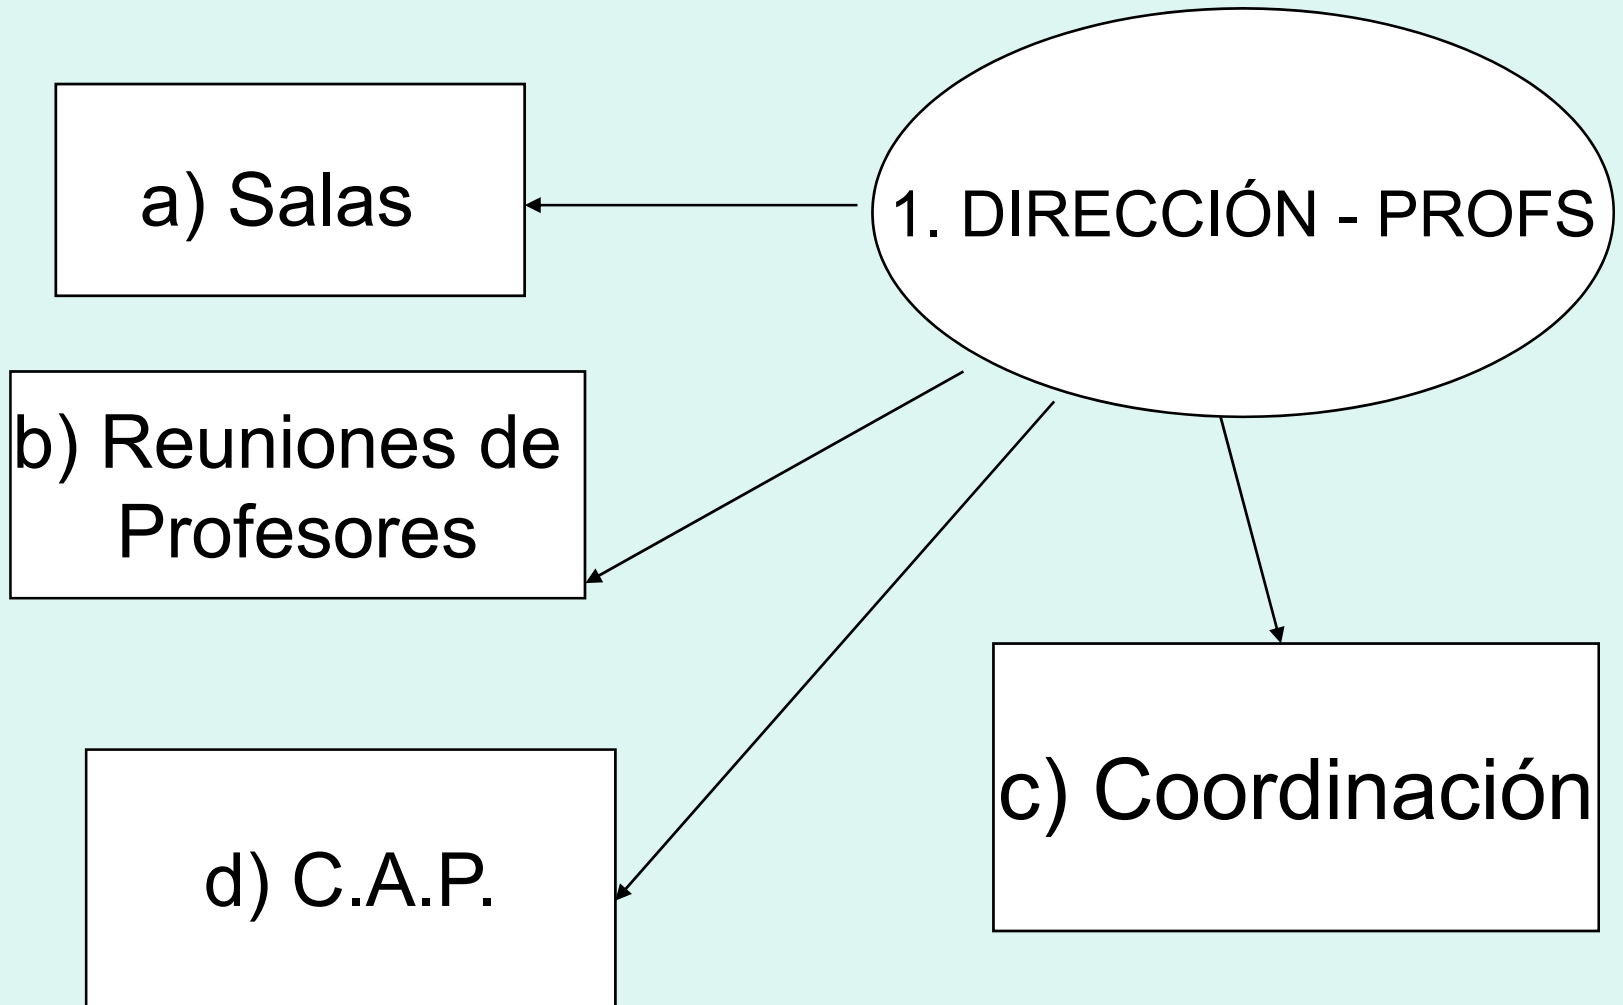 1. DIRECCIÓN - PROFS
a) Salas
b) Reuniones de
Profesores
c) Coordinación
d) C.A.P.